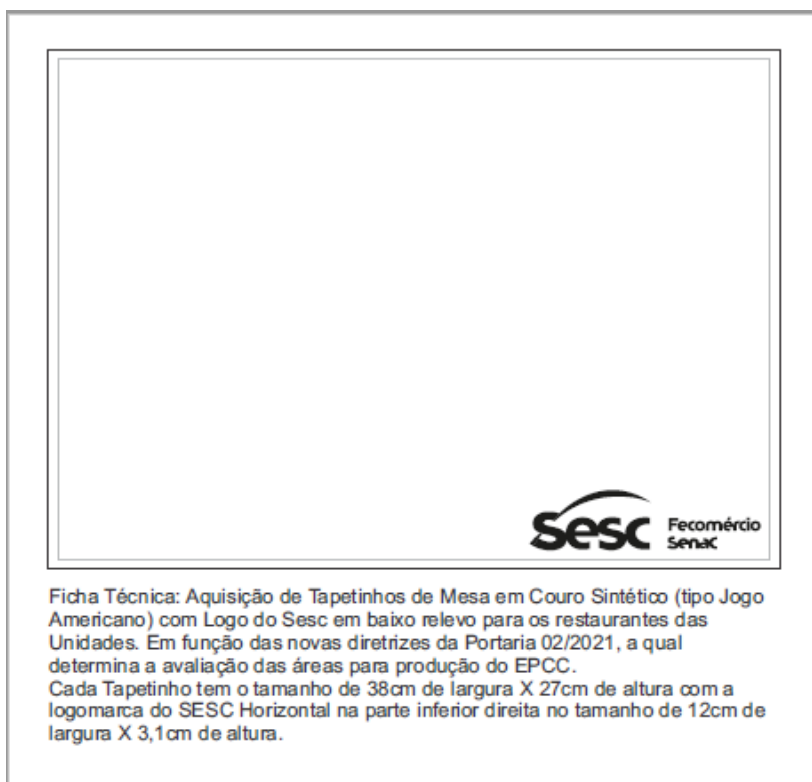 Sesc Fecomércio
Senac
Ficha Técnica: Aquisição de Tapetinhos de Mesa em Couro Sintético (tipo Jogo
Americano) com Logo do Sesc em baixo relevo para os restaurantes das
Unidades. Em função das novas diretrizes da Portaria 02/2021, a qual
determina a avaliação das áreas para produção do EPCC.
Cada Tapetinho tem o tamanho de 38cm de largura X 27cm de altura com a
logomarca do SESC Horizontal na parte inferior direita no tamanho de 12cm de
largura X 3,1cm de altura.